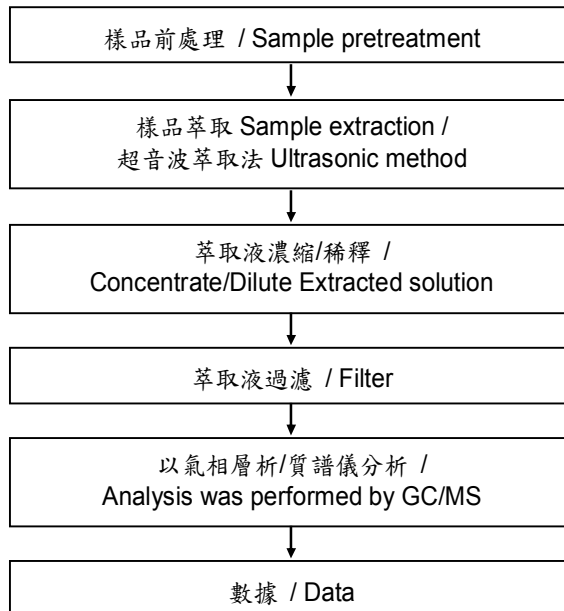 樣品前處理 / Sample pretreatment
樣品萃取 Sample extraction /
超音波萃取法 Ultrasonic method
萃取液濃縮/稀釋 /
Concentrate/Dilute Extracted solution
萃取液過濾 / Filter
以氣相層析/質譜儀分析 /
Analysis was performed by GC/MS
數據 / Data